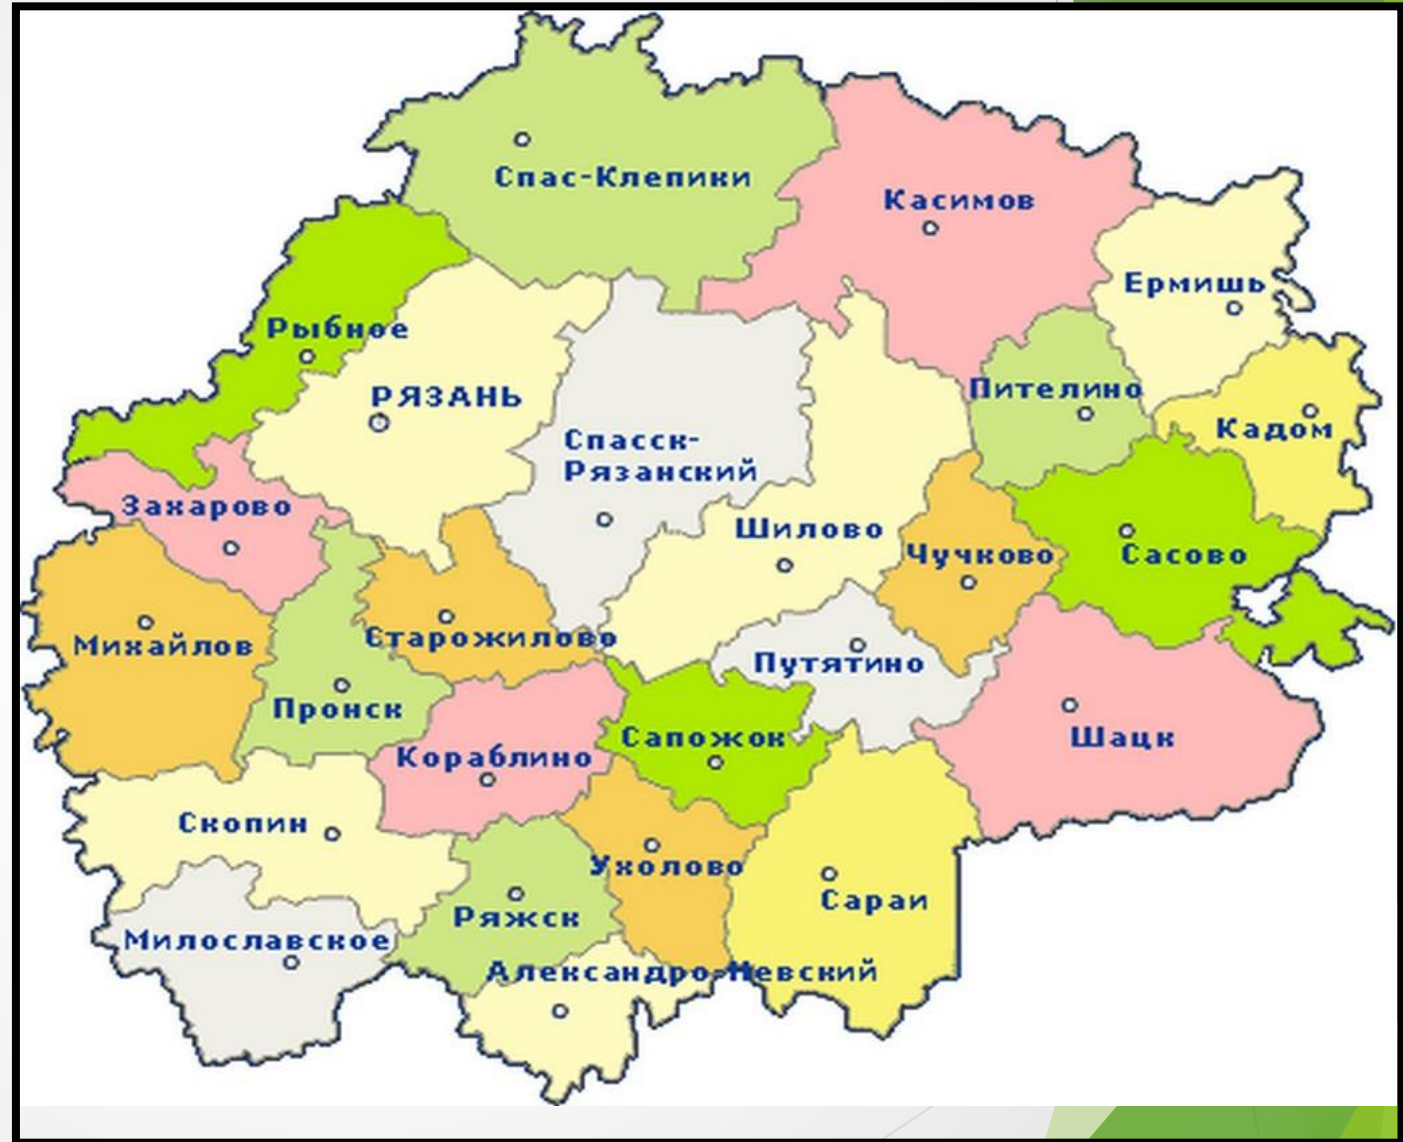 Спас-Клепики
Касимов
Ермишь
Рыбное
РЯЗАНЬ
Пителино
Кадом
Спасск-
Рязанский
Захарово
Шилово
Чучково
Сасово
Михайлов
Старожилово
Путятино
Пронск
Сапожок
Шацк
Кораблино
Скопин
Ухолово
Сараи
Ряжск
Милославское
Александро-Невский